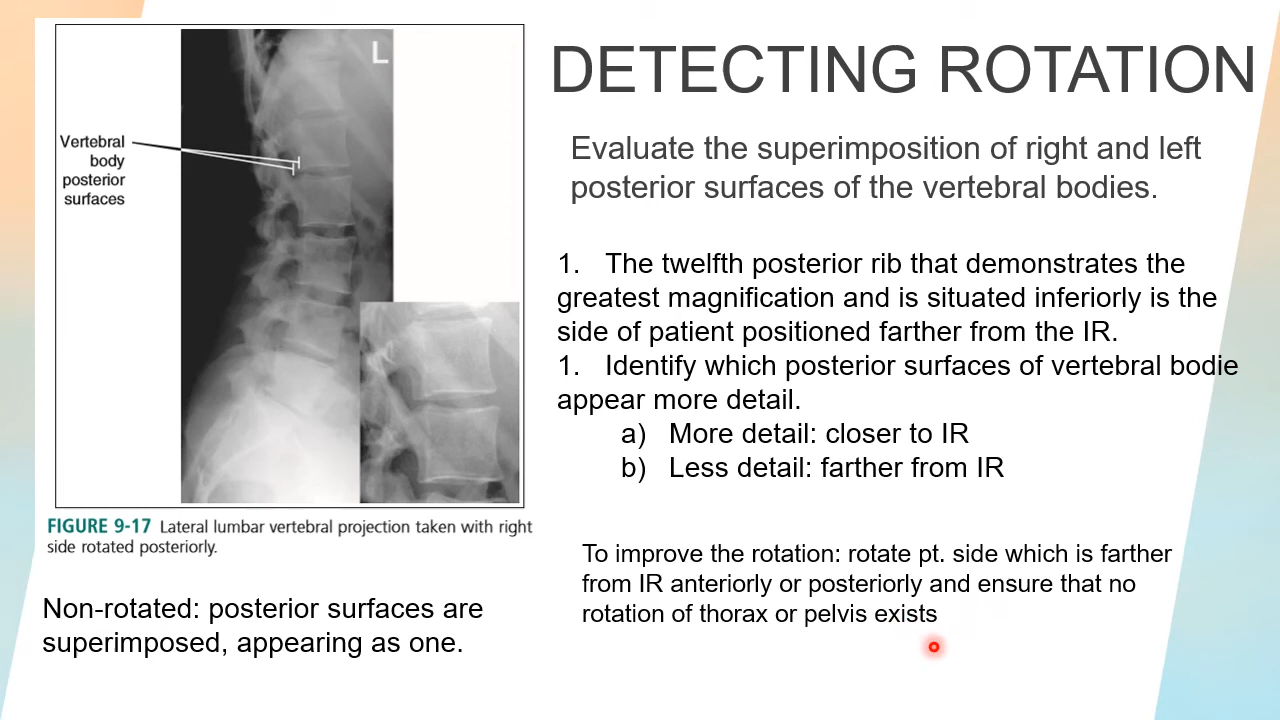 DETECTING ROTATION
L
Vertebral
body
posterior
surfaces
FIGURE 9-17 Lateral lumbar vertebral projection taken with right
side rotated posteriorly.
Non-rotated: posterior surfaces are
superimposed, appearing as one.
Evaluate the superimposition of right and left
posterior surfaces of the vertebral bodies.
1. The twelfth posterior rib that demonstrates the
greatest magnification and is situated inferiorly is the
side of patient positioned farther from the IR.
1. Identify which posterior surfaces of vertebral bodie
appear more detail.
a) More detail: closer to IR
b) Less detail: farther from IR
To improve the rotation: rotate pt. side which is farther
from IR anteriorly or posteriorly and ensure that no
rotation of thorax or pelvis exists